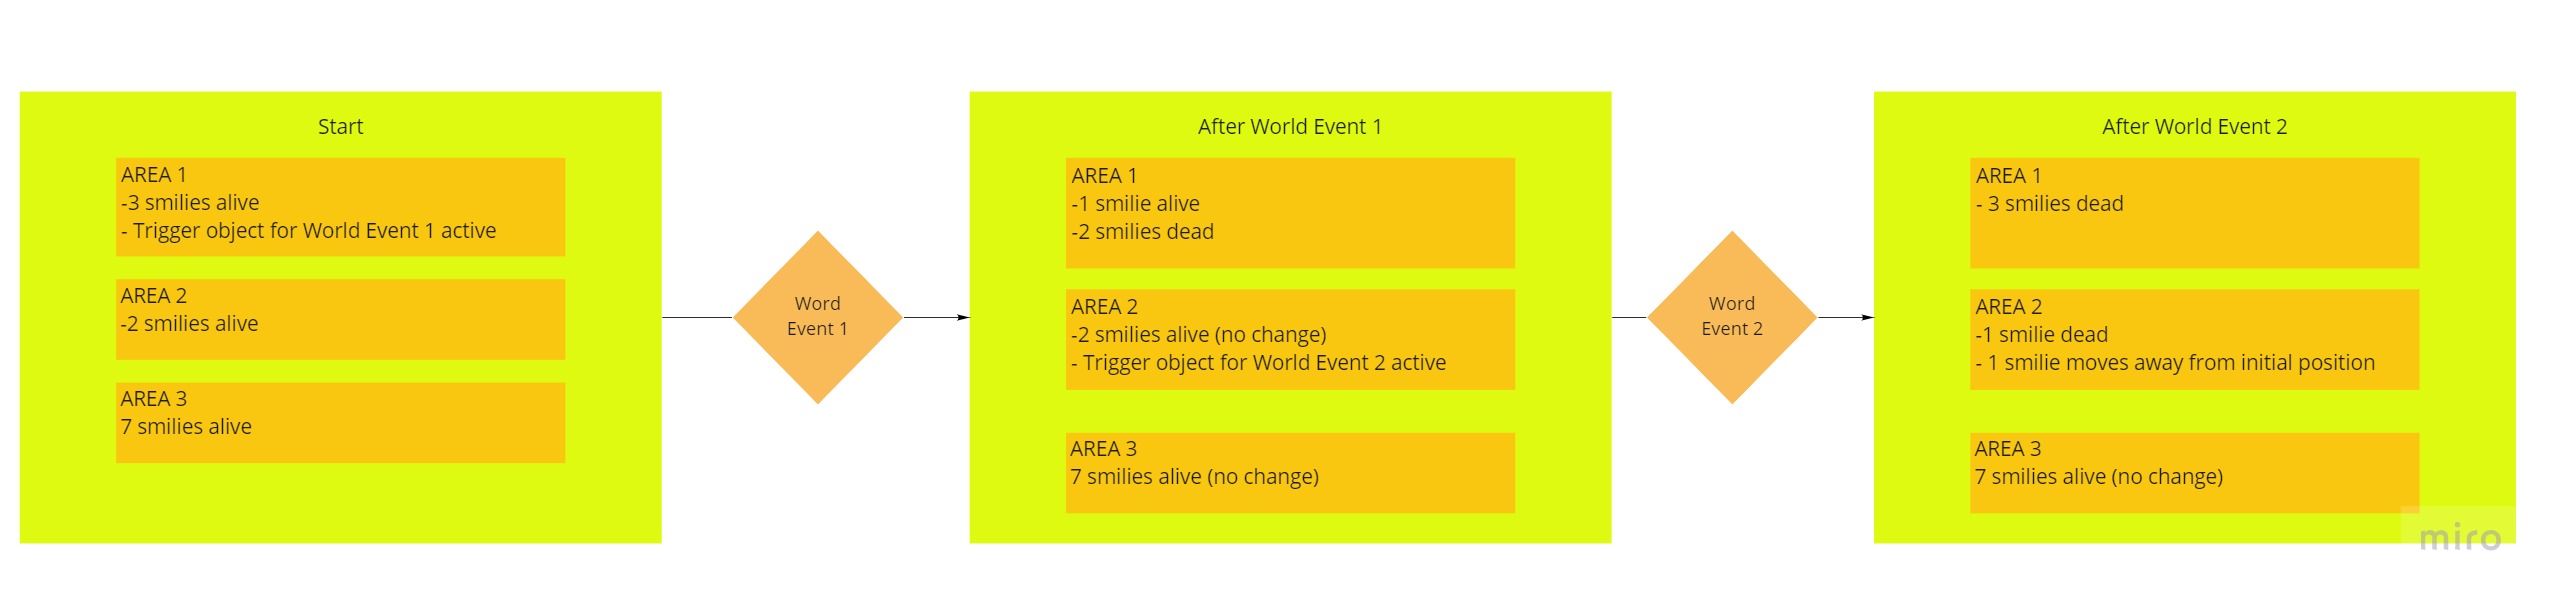 Start
AREA 1
-3 smilies alive
- Trigger object for World Event 1 active
AREA 2
-2 smilies alive
AREA 3
7 smilies alive
Word
Event 1
After World Event 1
AREA 1
-1 smilie alive
-2 smilies dead
AREA 2
-2 smilies alive (no change)
- Trigger object for World Event 2 active
AREA 3
7 smilies alive (no change)
Word
Event 2
After World Event 2
AREA 1
- 3 smilies dead
AREA 2
-1 smilie dead
- 1 smilie moves away from initial position
AREA 3
7 smilies alive (no change)
miro